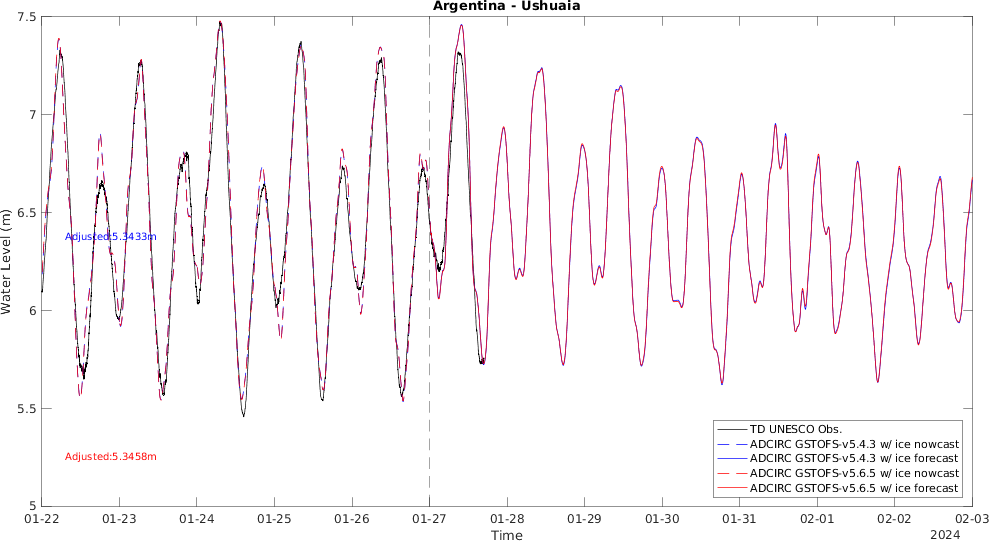 Argentina - Ushuaia
7.5
7
6.5
6
5.5
5
Water Level (m)
Adjusted:5.3433m
Adjusted:5.3458m
TD UNESCO Obs.
ADCIRC GSTOFS-v5.4.3 w/ ice nowcast
ADCIRC GSTOFS-v5.4.3 w/ ice forecast
ADCIRC GSTOFS-v5.6.5 w/ ice nowcast
ADCIRC GSTOFS-v5.6.5 w/ ice forecast
01-22 01-23 01-24 01-25 01-26 01-27 01-28 01-29 01-30 01-31 02-01 02-02 02-03
Time
2024